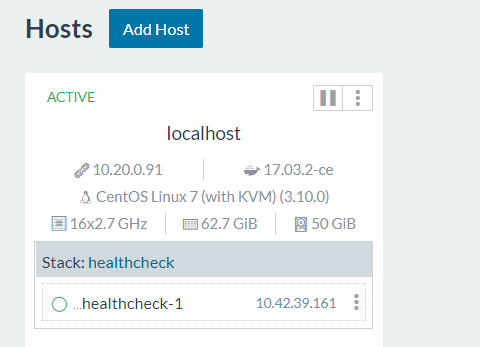 Hosts Add Host
ACTIVE
localhost
10.20.0.91 17.03.2-ce
CentOS Linux 7 (with KVM) (3.10.0)
16x2.7 GHz 62.7 GiB 50 GiB
Stack: healthcheck
...healthcheck-1 10.42.39.161